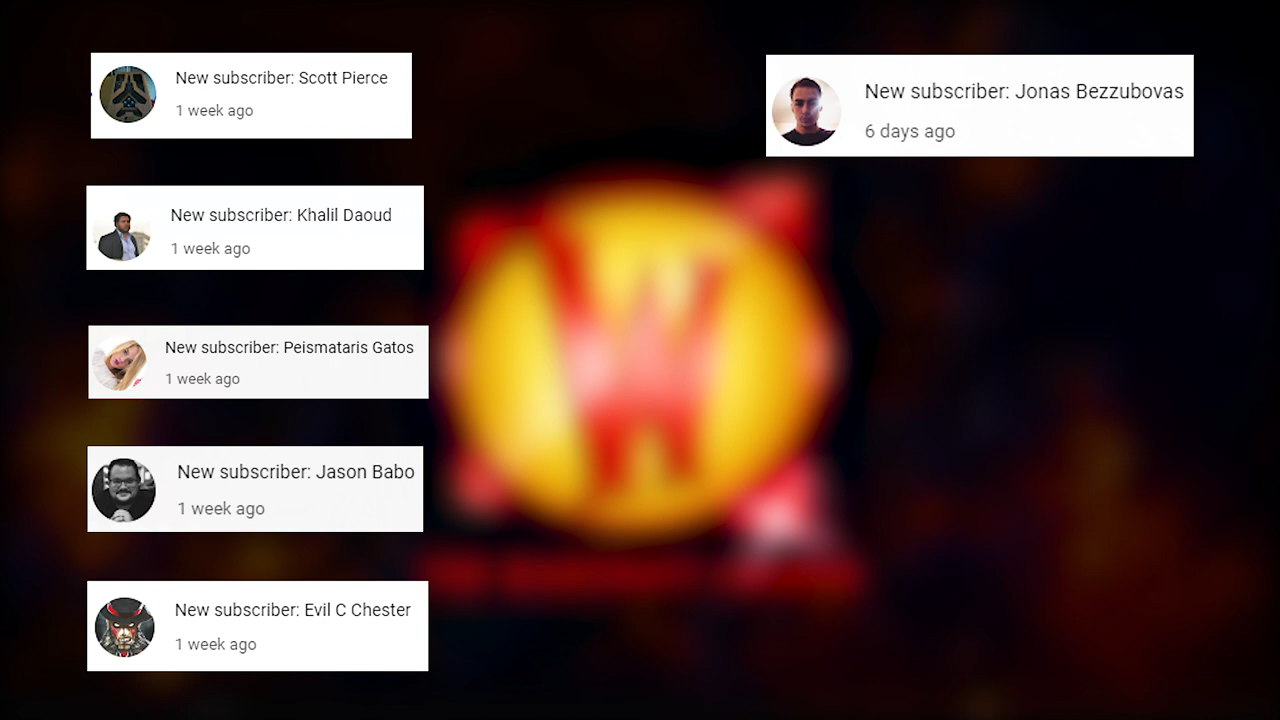 New subscriber: Scott Pierce
1 week ago
New subscriber: Khalil Daoud
1 week ago
New subscriber: Peismataris Gatos
1 week ago
New subscriber: Jason Babo
1 week ago
New subscriber: Evil C Chester
1 week ago
New subscriber: Jonas Bezzubovas
6 days ago
W